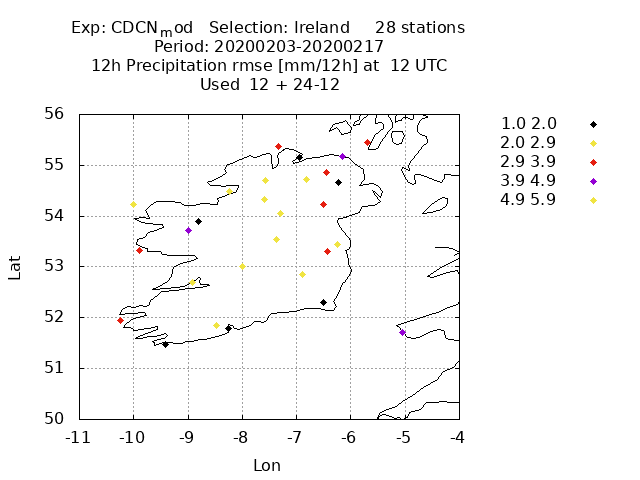 Exp: CDCN_mod   Selection: Ireland     28 stations
Period: 20200203-20200217
12h Precipitation rmse [mm/12h] at  12 UTC
Used  12 + 24-12
1.0 2.0
2.0 2.9
2.9 3.9
3.9 4.9
4.9 5.9
56
55
54
53
52
51
50
Lat
-11 -10 -9 -8 -7 -6 -5 -4
Lon